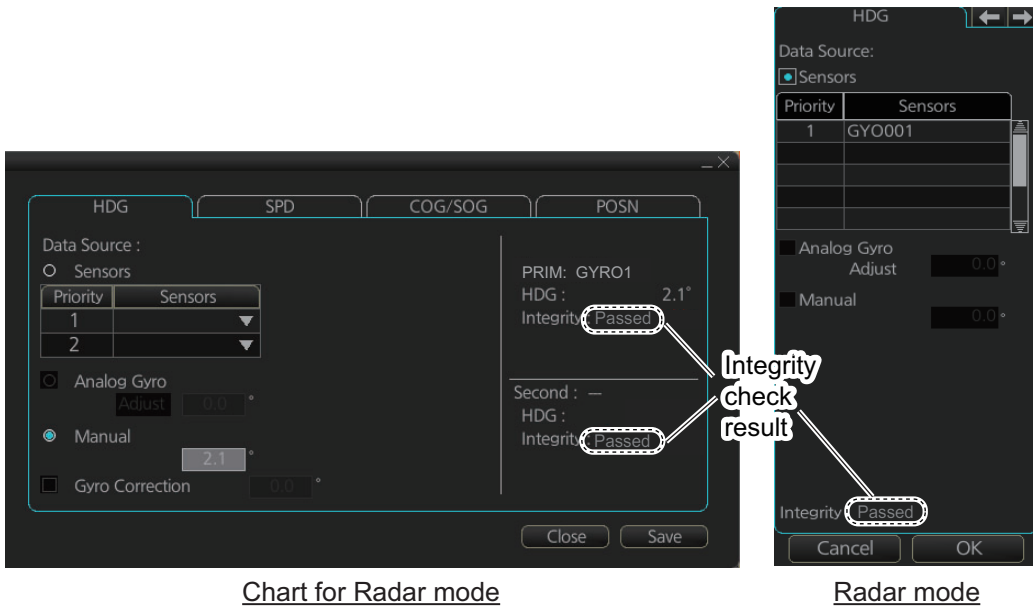 HDG SPD COG/SOG POSN
Data Source :
Sensors
Priority Sensors
1
2
Analog Gyro
Adjust 0.0 °
Manual
2.1 °
Gyro Correction 0.0 °
PRIM: GYRO1
HDG : 2.1°
Integrity : Passed
Second : —
HDG :
Integrity : Passed
Close Save
Chart for Radar mode
Integrity
check
result
HDG
Data Source:
Sensors
Priority Sensors
1 GYO001
Analog Gyro
Adjust 0.0 °
Manual
0.0 °
Integrity Passed
Cancel OK
Radar mode